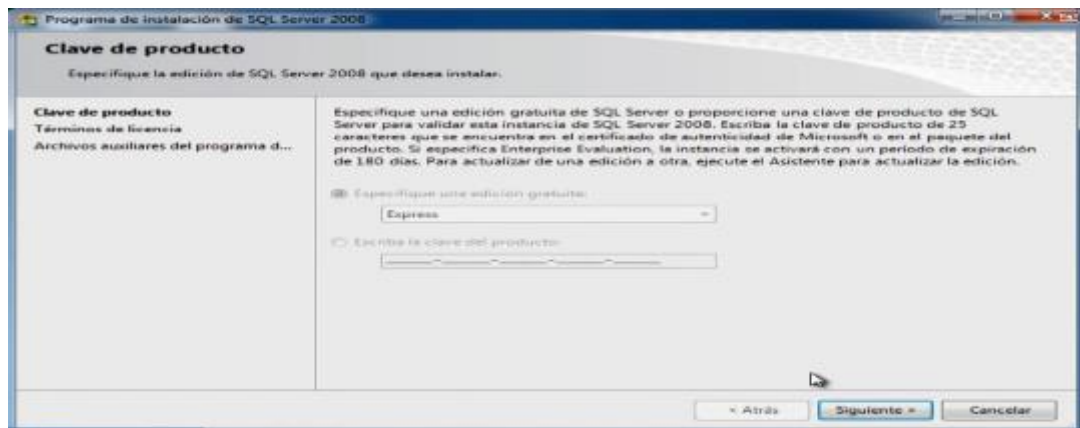 Programa de instalación de SQL Server 2008
Clave de producto
Especifique la edición de SQL Server 2008 que desea instalar.
Clave de producto
Términos de licencia
Archivos auxiliares del programa d...
Especifique una edición gratuita de SQL Server o proporcione una clave de producto de SQL
Server para validar esta instancia de SQL Server 2008. Escriba la clave de producto de 25
caracteres que se encuentra en el certificado de autenticidad de Microsoft o en el paquete del
producto. Si especifica Enterprise Evaluation, la instancia se activará con un período de expiración
de 180 días. Para actualizar de una edición a otra, ejecute el Asistente para actualizar la edición.
Especifique una edición gratuita:
Express
Escriba la clave del producto:
< Atrás
Siguiente >
Cancelar